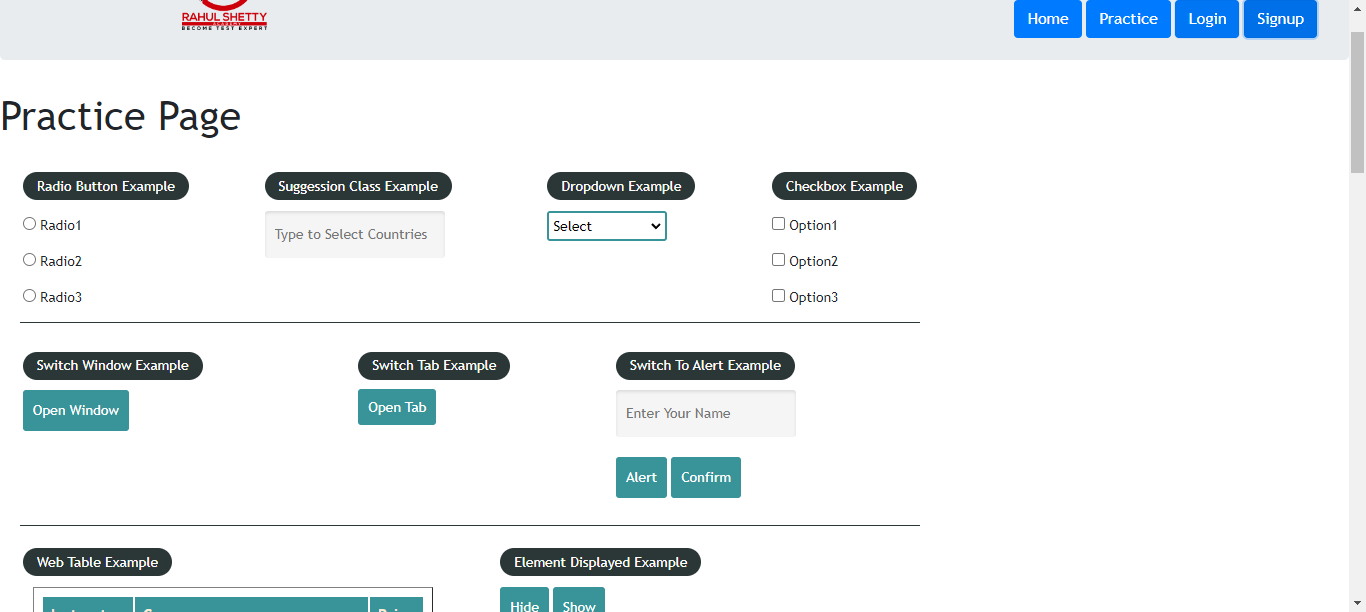 RAHUL SHETTY
ACADEMY
BECOME TEST EXPERT
Home Practice Login Signup
Practice Page
Radio Button Example Suggession Class Example Dropdown Example Checkbox Example
Radio1 Type to Select Countries Select Option1
Radio2 Option2
Radio3 Option3
Switch Window Example Switch Tab Example Switch To Alert Example
Open Window Open Tab Enter Your Name
Alert Confirm
Web Table Example Element Displayed Example
Hide Show